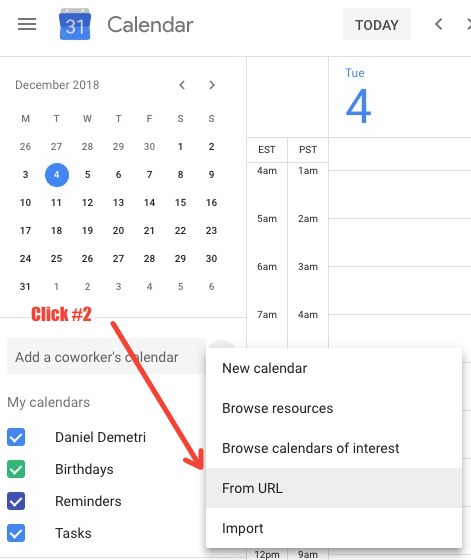 31 Calendar TODAY
December 2018
M T W T F S S
26 27 28 29 30 1 2
3 4 5 6 7 8 9
10 11 12 13 14 15 16
17 18 19 20 21 22 23
24 25 26 27 28 29 30
31 1 2 3 4 5 6
Tue
4
EST PST
4am 1am
5am 2am
6am 3am
7am 4am
Click #2
Add a coworker's calendar
My calendars
Daniel Demetri
Birthdays
Reminders
Tasks
New calendar
Browse resources
Browse calendars of interest
From URL
Import
12pm 9am